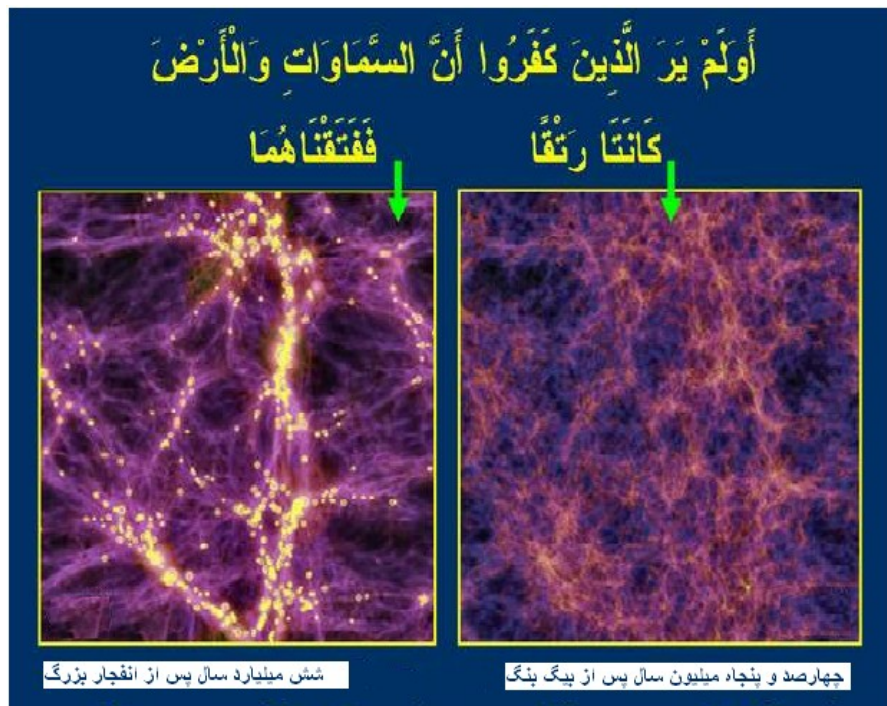 أَوَلَمْ يَرَ الَّذِينَ كَفَرُوا أَنَّ السَّمَاوَاتِ وَالْأَرْضَ
كَانَتَا رَتْقًا فَفَتَقْنَاهُمَا
چهارصد و پنجاه میلیون سال پس از بیگ بنگ
شش میلیارد سال پس از انفجار بزرگ